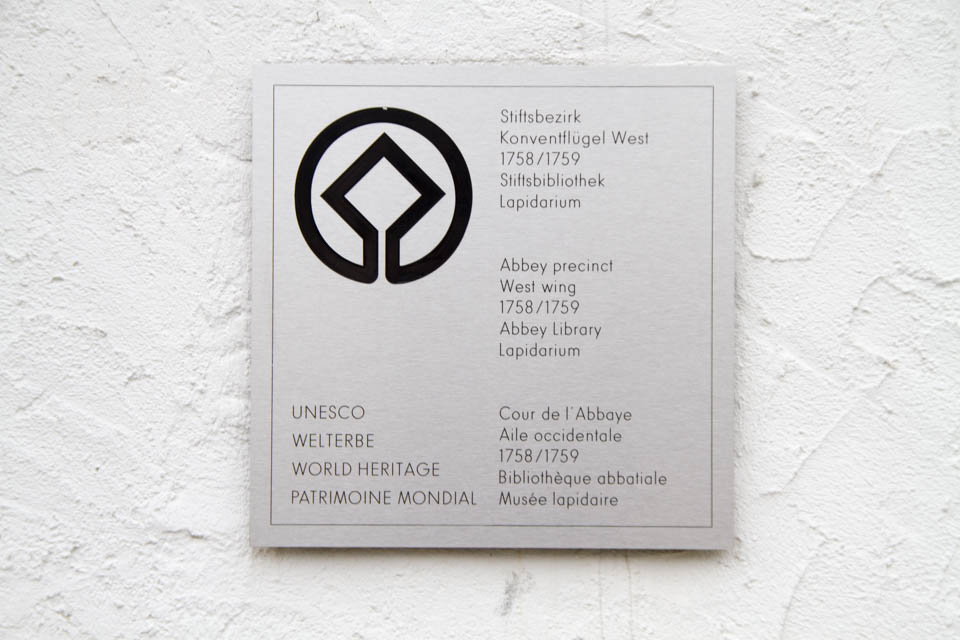 Stiftsbezirk
Konventflügel West
1758/1759
Stiftsbibliothek
Lapidarium
Abbey precinct
West wing
1758/1759
Abbey Library
Lapidarium
Cour de l'Abbaye
Aile occidentale
1758/1759
Bibliothèque abbatiale
Musée lapidaire
UNESCO
WELTERBE
WORLD HERITAGE
PATRIMOINE MONDIAL